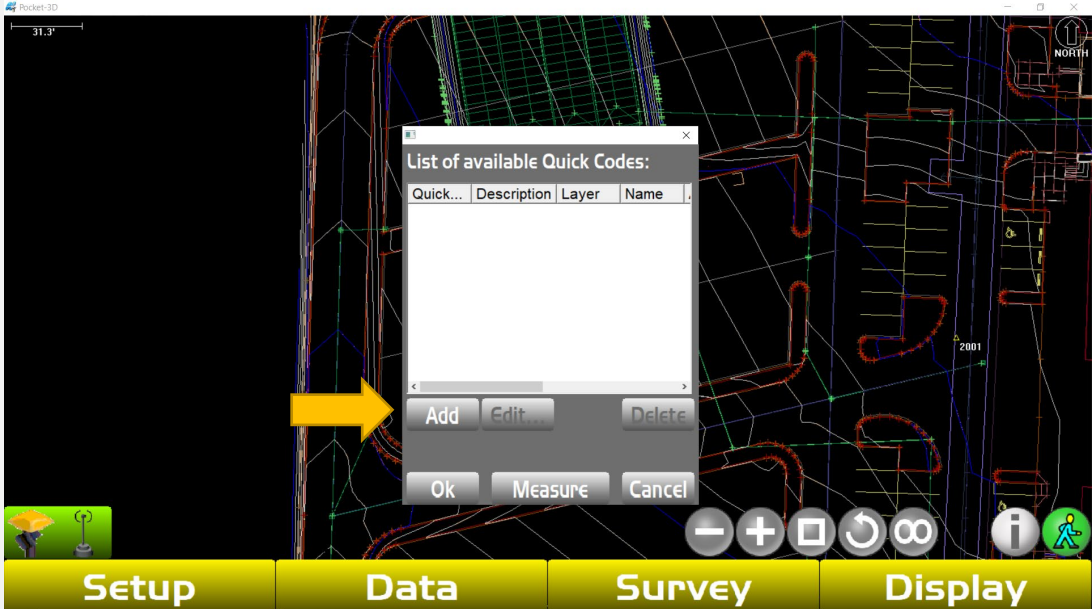 Pocket-3D
31.3'
NORTH
List of available Quick Codes:
Quick... Description Layer Name
2001
Add Edit... Delete
Ok Measure Cancel
Setup Data Survey Display